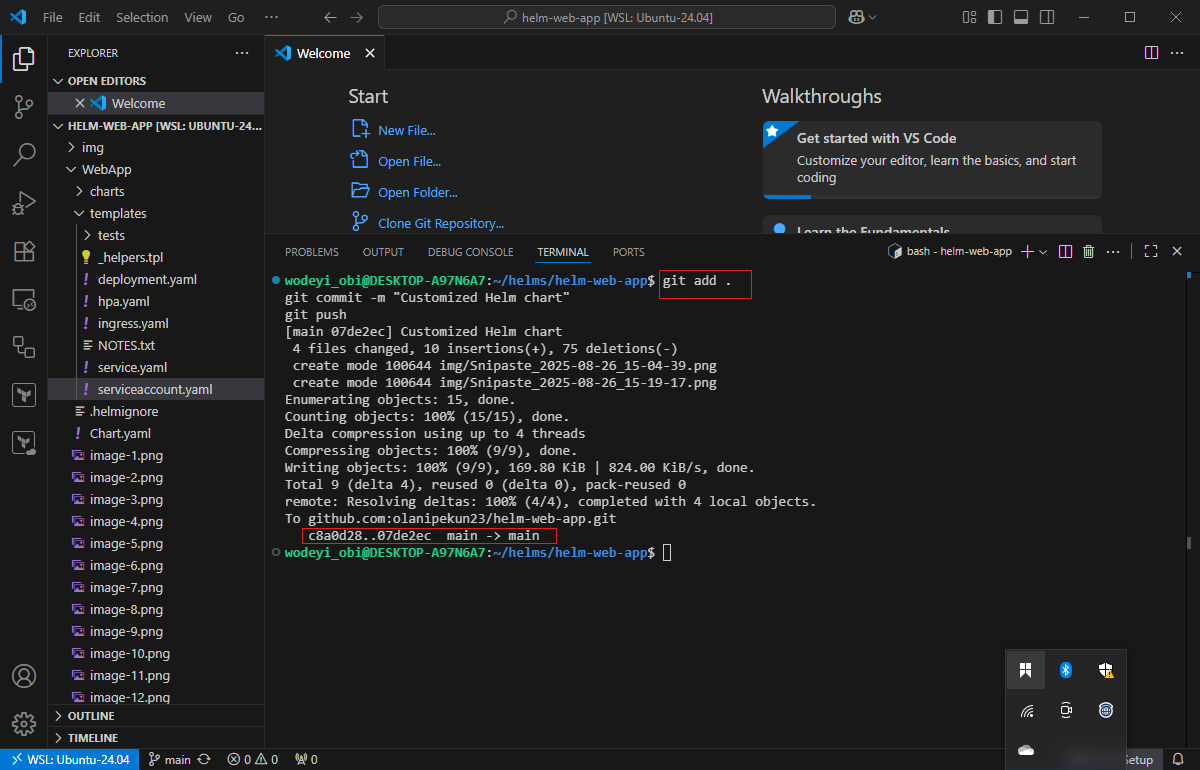 File Edit Selection View Go ···
helm-web-app [WSL: Ubuntu-24.04]
EXPLORER ···
OPEN EDITORS
Welcome
HELM-WEB-APP [WSL: UBUNTU-24...
img
WebApp
charts
templates
tests
_helpers.tpl
! deployment.yaml
! hpa.yaml
! ingress.yaml
NOTES.txt
! service.yaml
! serviceaccount.yaml
.helmignore
! Chart.yaml
image-1.png
image-2.png
image-3.png
image-4.png
image-5.png
image-6.png
image-7.png
image-8.png
image-9.png
image-10.png
image-11.png
image-12.png
OUTLINE
TIMELINE
Welcome
Start
New File...
Open File...
Open Folder...
Clone Git Repository...
Walkthroughs
Get started with VS Code
Customize your editor, learn the basics, and start
coding
Learn the Fundamentals
PROBLEMS OUTPUT DEBUG CONSOLE TERMINAL PORTS
bash - helm-web-app
wodeyi_obi@DESKTOP-A97N6A7:~/helms/helm-web-app$ git add .
git commit -m "Customized Helm chart"
git push
[main 07de2ec] Customized Helm chart
4 files changed, 10 insertions(+), 75 deletions(-)
create mode 100644 img/Snipaste_2025-08-26_15-04-39.png
create mode 100644 img/Snipaste_2025-08-26_15-19-17.png
Enumerating objects: 15, done.
Counting objects: 100% (15/15), done.
Delta compression using up to 4 threads
Compressing objects: 100% (9/9), done.
Writing objects: 100% (9/9), 169.80 KiB | 824.00 KiB/s, done.
Total 9 (delta 4), reused 0 (delta 0), pack-reused 0
remote: Resolving deltas: 100% (4/4), completed with 4 local objects.
To github.com:olanipekun23/helm-web-app.git
c8a0d28..07de2ec main -> main
wodeyi_obi@DESKTOP-A97N6A7:~/helms/helm-web-app$
WSL: Ubuntu-24.04 main 0 0 0
Setup